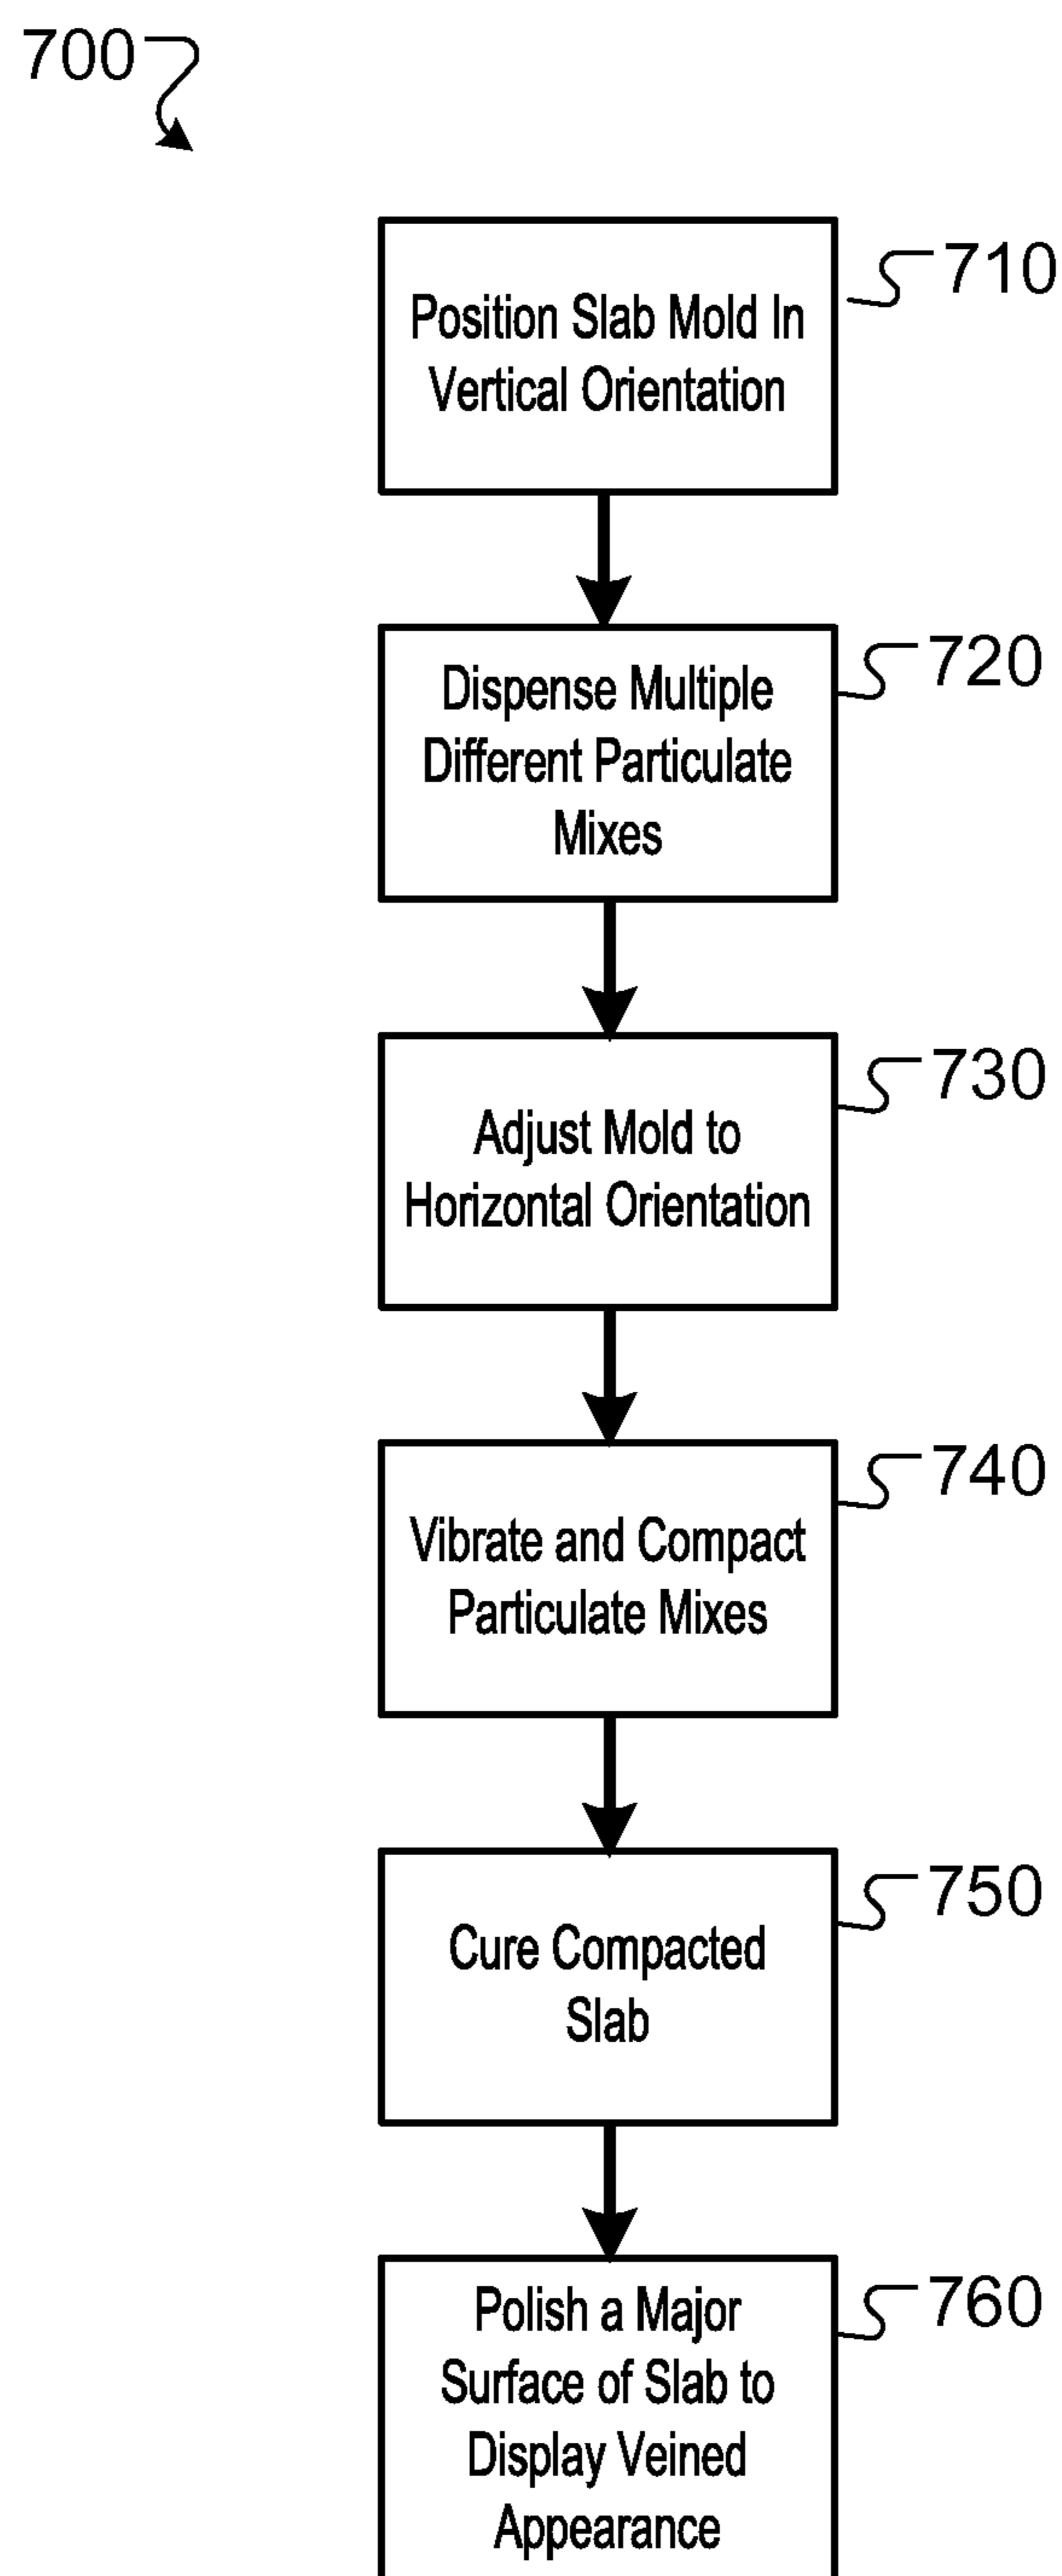 700
710
Position Slab Mold In
Vertical Orientation
720
Dispense Multiple
Different Particulate
Mixes
730
Adjust Mold to
Horizontal Orientation
740
Vibrate and Compact
Particulate Mixes
750
Cure Compacted
Slab
760
Polish a Major
Surface of Slab to
Display Veined
Appearance